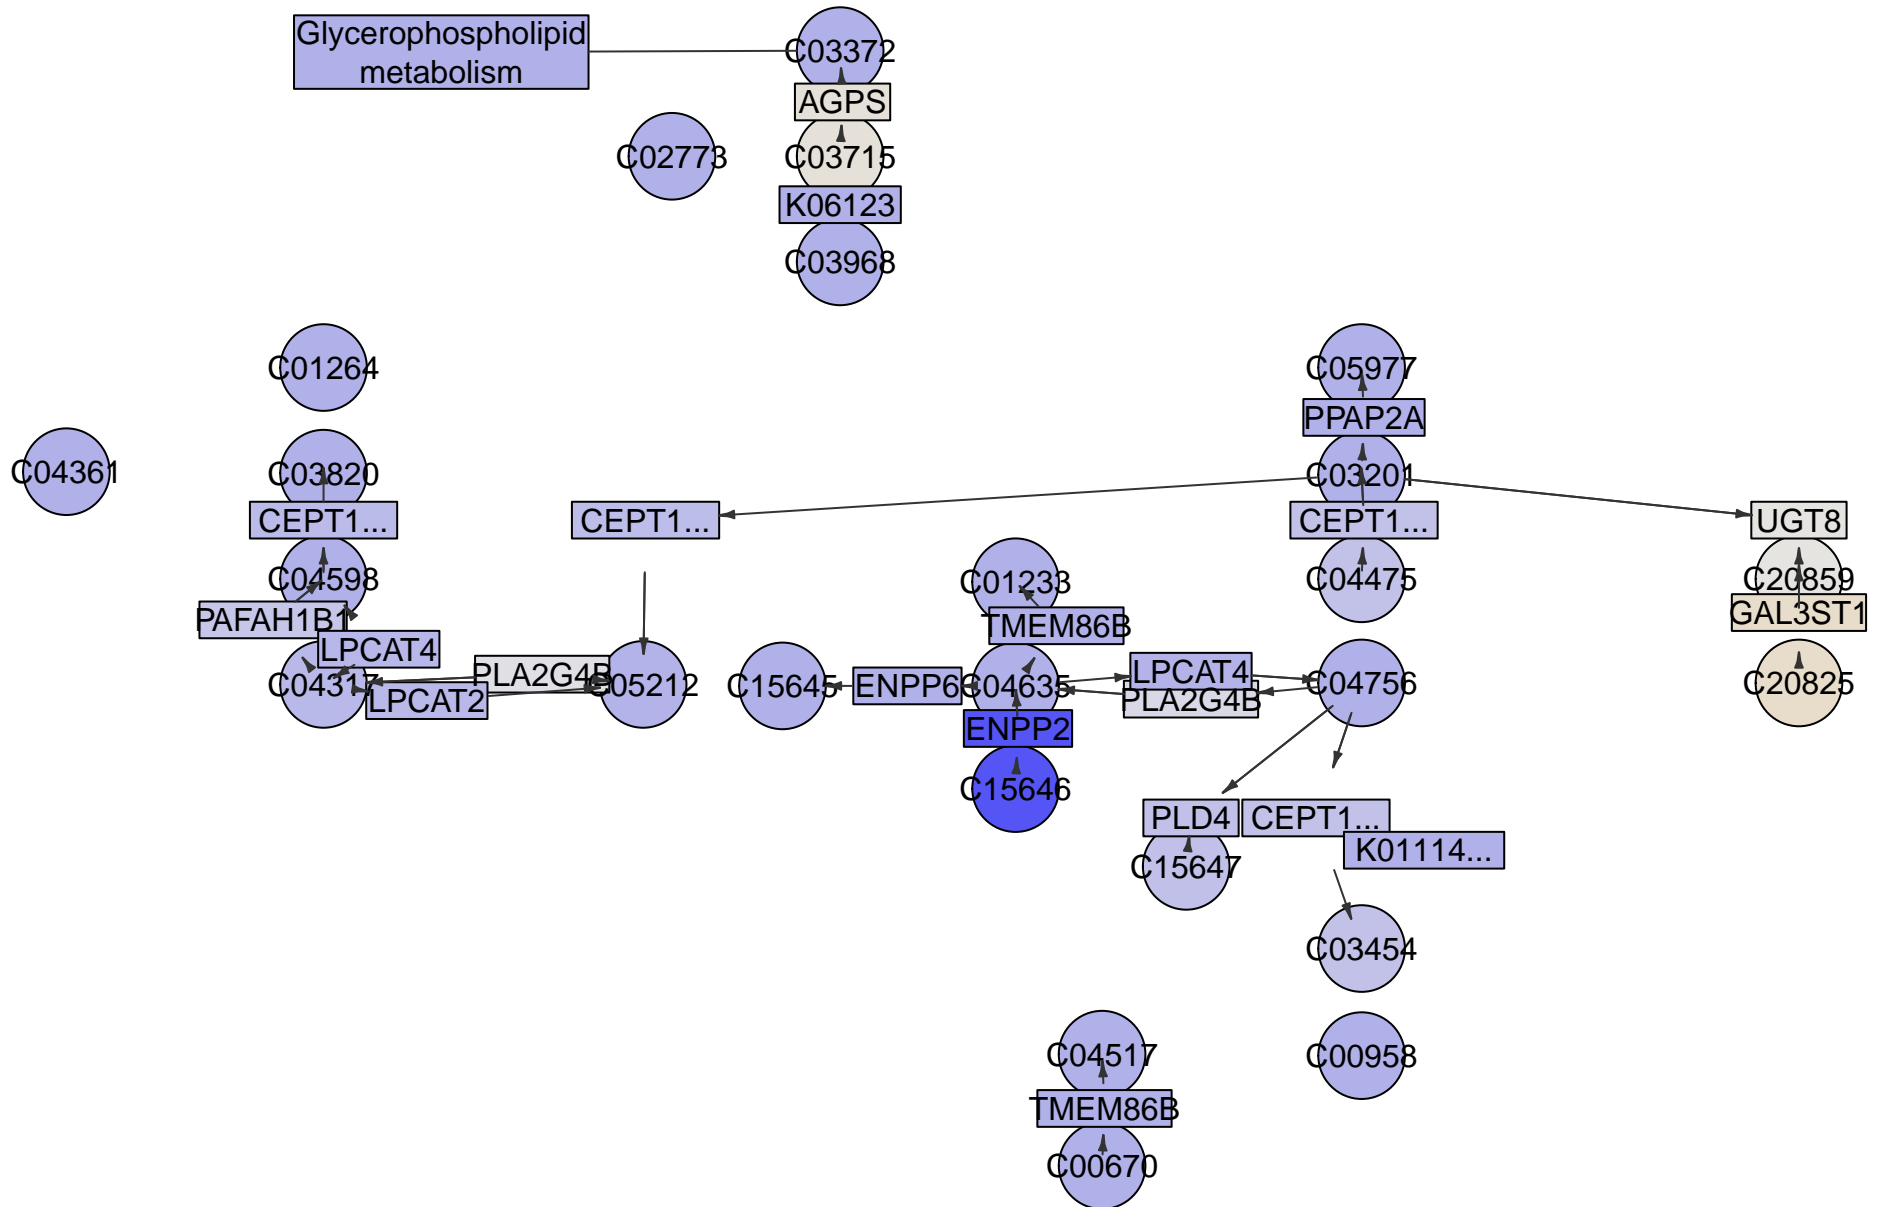 Glycerophospholipid
metabolism
C03372
AGPS
C02773
C03715
K06123
C03968
C01264
C05977
PPAP2A
C04361
C03820
C03201
CEPT1...
CEPT1...
CEPT1...
UGT8
C04598
C01233
C04475
C20859
PAFAH1B1
TMEM86B
GAL3ST1
LPCAT4
C04317
PLA2G4B
LPCAT2
C05212
C15645
ENPP6
C04635
LPCAT4
PLA2G4B
C04756
C20825
ENPP2
C15646
PLD4
CEPT1...
K01114...
C15647
C03454
C04517
C00958
TMEM86B
C00670